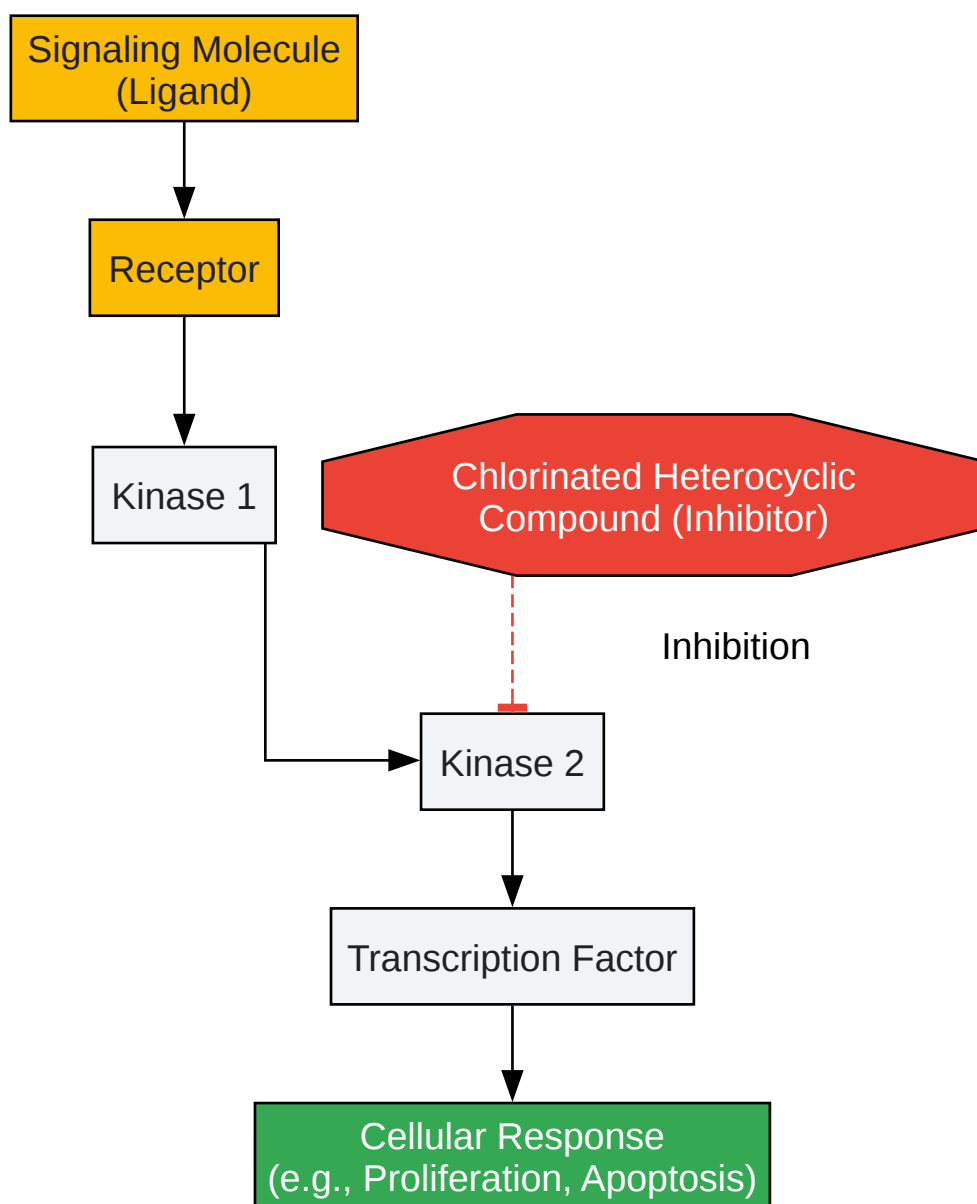 Signaling Molecule
(Ligand)
Receptor
Kinase 1
Chlorinated Heterocyclic
Compound (Inhibitor)
Inhibition
Kinase 2
Transcription Factor
Cellular Response
(e.g., Proliferation, Apoptosis)